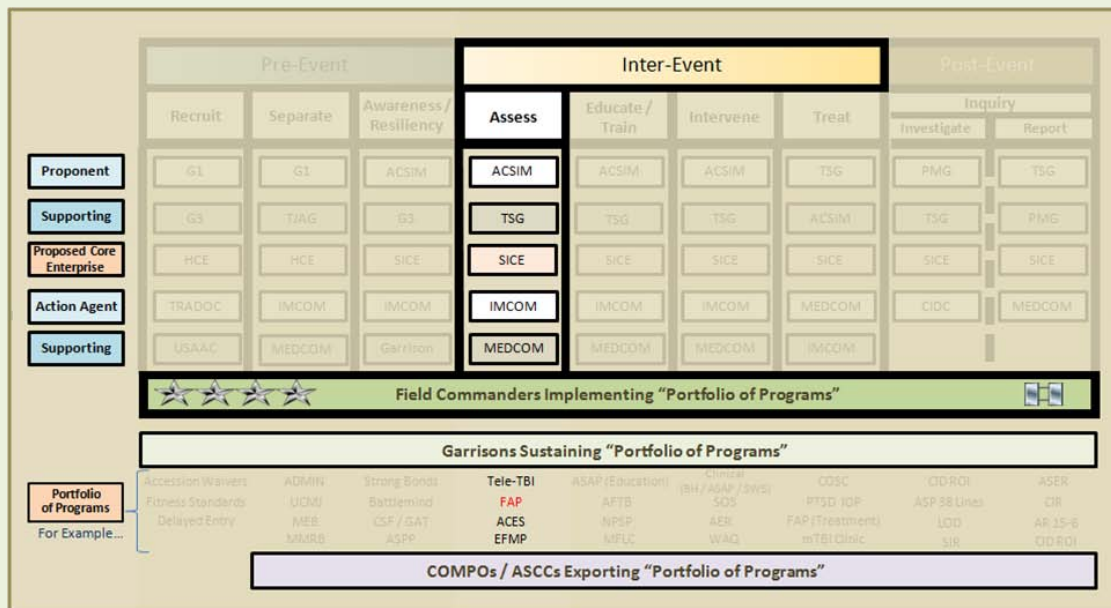 Pre-Event Inter-Event Post-Event
Recruit Separate Awareness / Resiliency Assess Educate / Train Intervene Treat Inquiry
Investigate Report
Proponent G1 G1 ACSIM ACSIM ACSIM ACSIM TSG PMG TSG
Supporting G3 TJAG G3 TSG TSG TSG ACSIM TSG PMG
Proposed Core Enterprise HCE HCE SICE SICE SICE SICE SICE SICE SICE
Action Agent TRADOC IMCOM IMCOM IMCOM IMCOM IMCOM MEDCOM CIDC MEDCOM
Supporting USAAC MEDCOM Garrison MEDCOM MEDCOM MEDCOM IMCOM
Field Commanders Implementing “Portfolio of Programs”
Garrisons Sustaining “Portfolio of Programs”
Portfolio of Programs
For Example...
Accession Waivers ADMIN Strong Bonds Tele-TBI ASAP (Education) Clinical (BH / ASAP / SWS) COSC CID ROI ASER
Fitness Standards UCMJ Battlemind FAP AFTB SOS PTSD IOP ASP 38 Lines CIR
Delayed Entry MEB CSF / GAT ACES NPSP AER FAP (Treatment) LOD AR 15-6
MMRB ASPP EFMP MFLC WAQ mTBI Clinic SIR CID ROI
COMPOs / ASCCs Exporting “Portfolio of Programs”